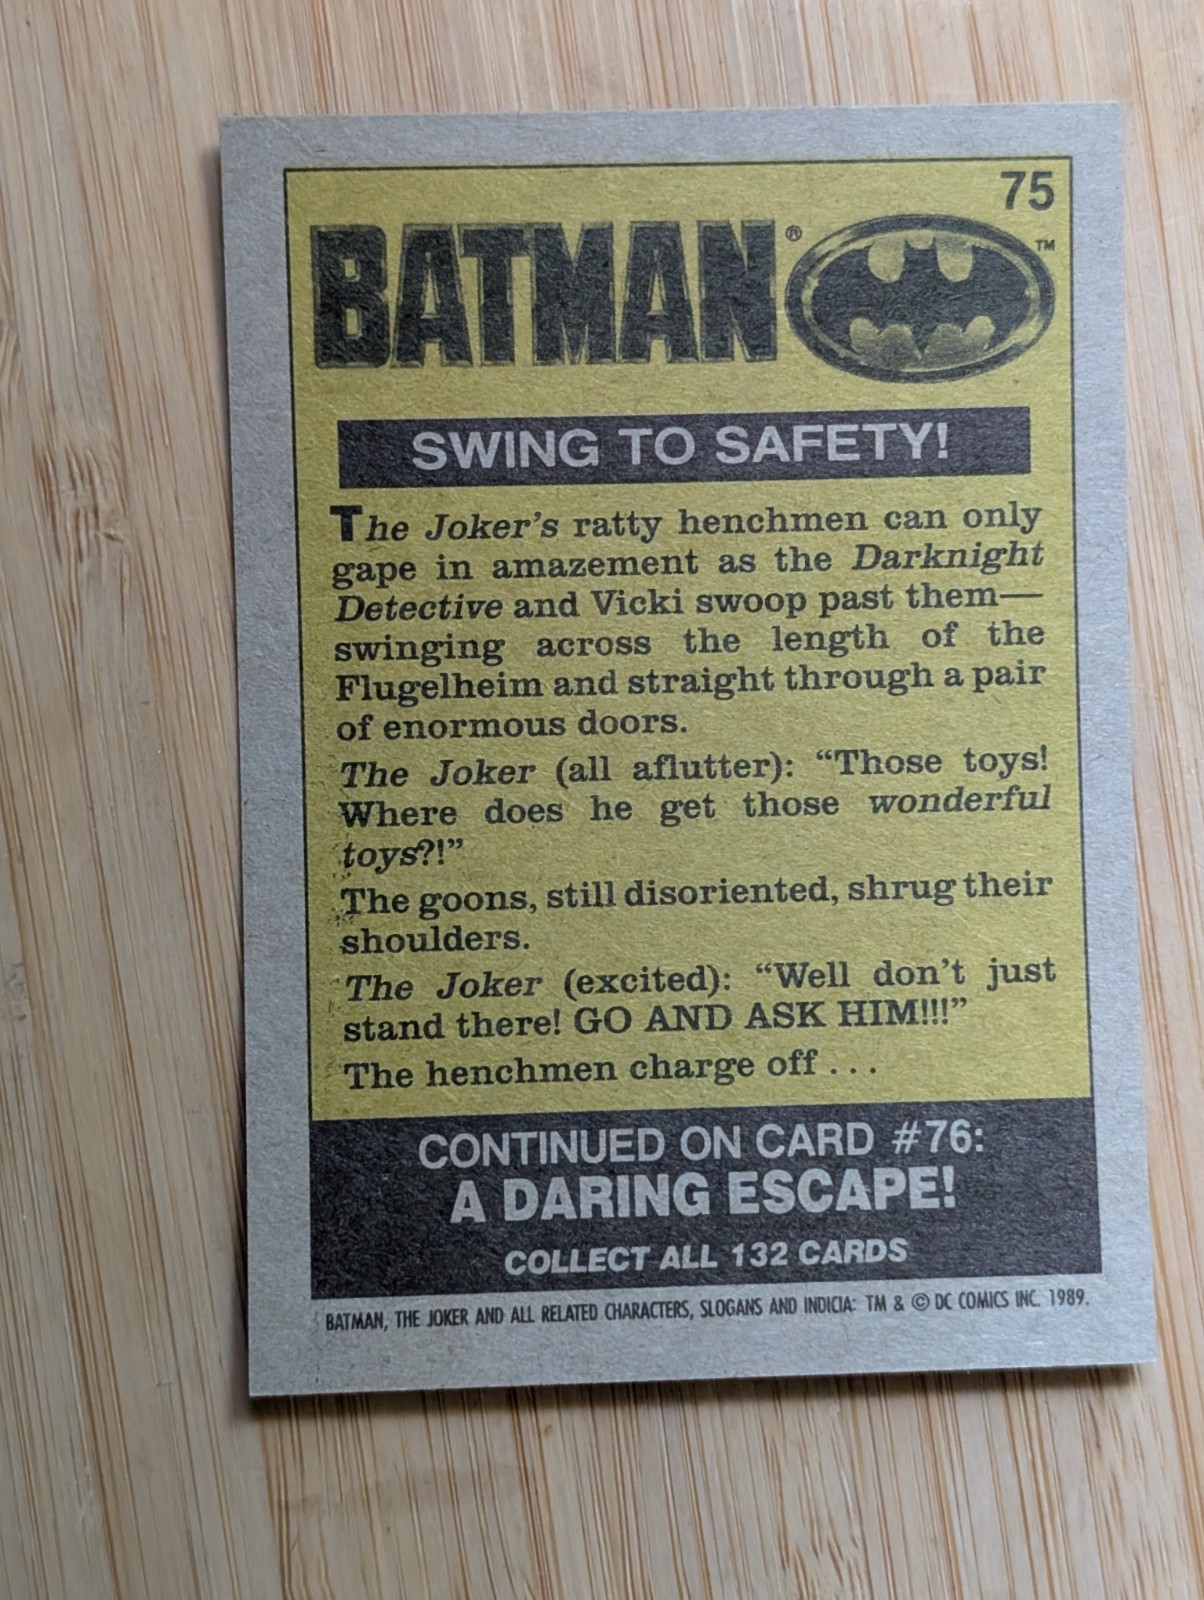 75
BATMAN® ™
SWING TO SAFETY!
The Joker's ratty henchmen can only
gape in amazement as the Darknight
Detective and Vicki swoop past them—
swinging across the length of the
Flugelheim and straight through a pair
of enormous doors.
The Joker (all aflutter): “Those toys!
Where does he get those wonderful
toys?!”
The goons, still disoriented, shrug their
shoulders.
The Joker (excited): “Well don't just
stand there! GO AND ASK HIM!!!”
The henchmen charge off . . .
CONTINUED ON CARD #76:
A DARING ESCAPE!
COLLECT ALL 132 CARDS
BATMAN, THE JOKER AND ALL RELATED CHARACTERS, SLOGANS AND INDICIA: TM & © DC COMICS INC. 1989.